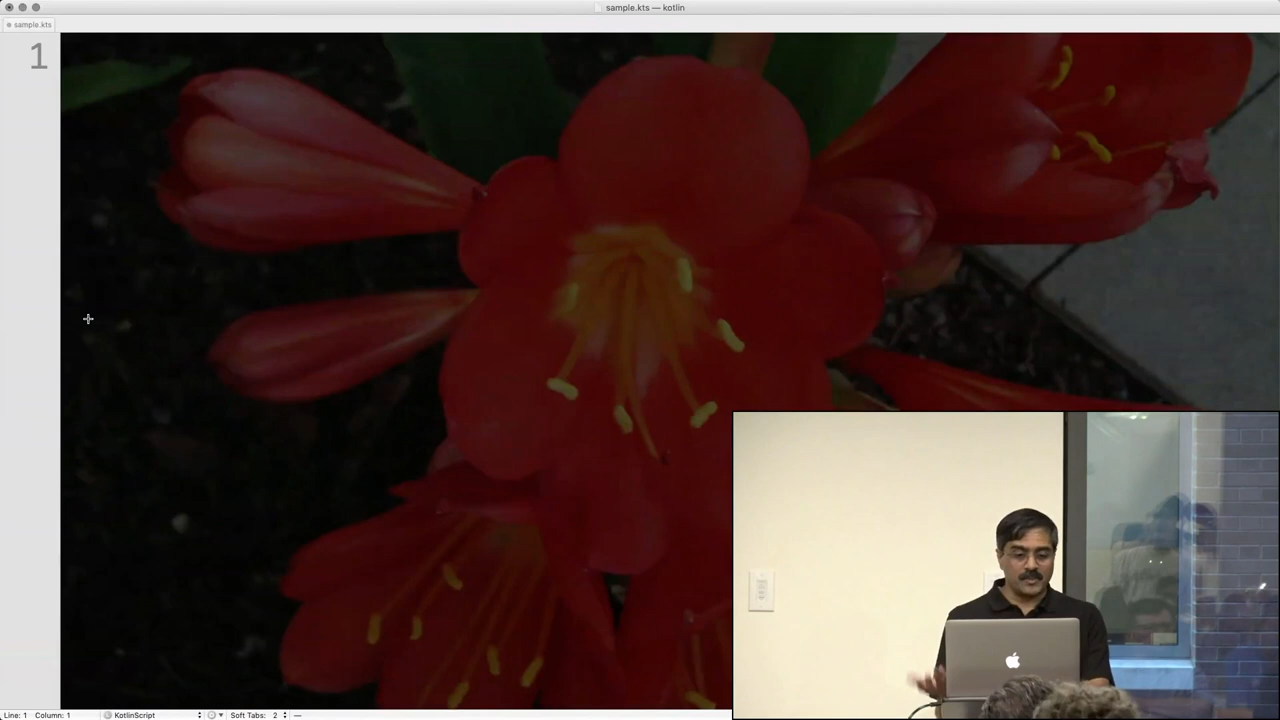 sample.kts — kotlin
sample.kts
1
Line: 1 Column: 1
KotlinScript
Soft Tabs: 2
—